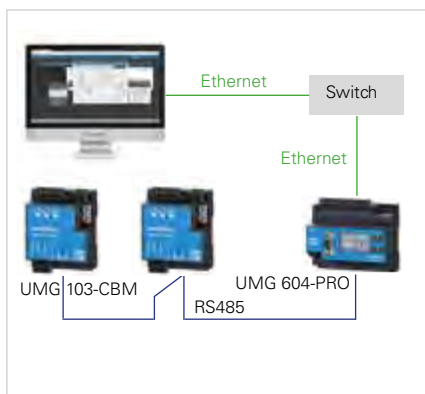 Ethernet
Switch
Ethernet
UMG 103-CBM
UMG 604-PRO
RS485